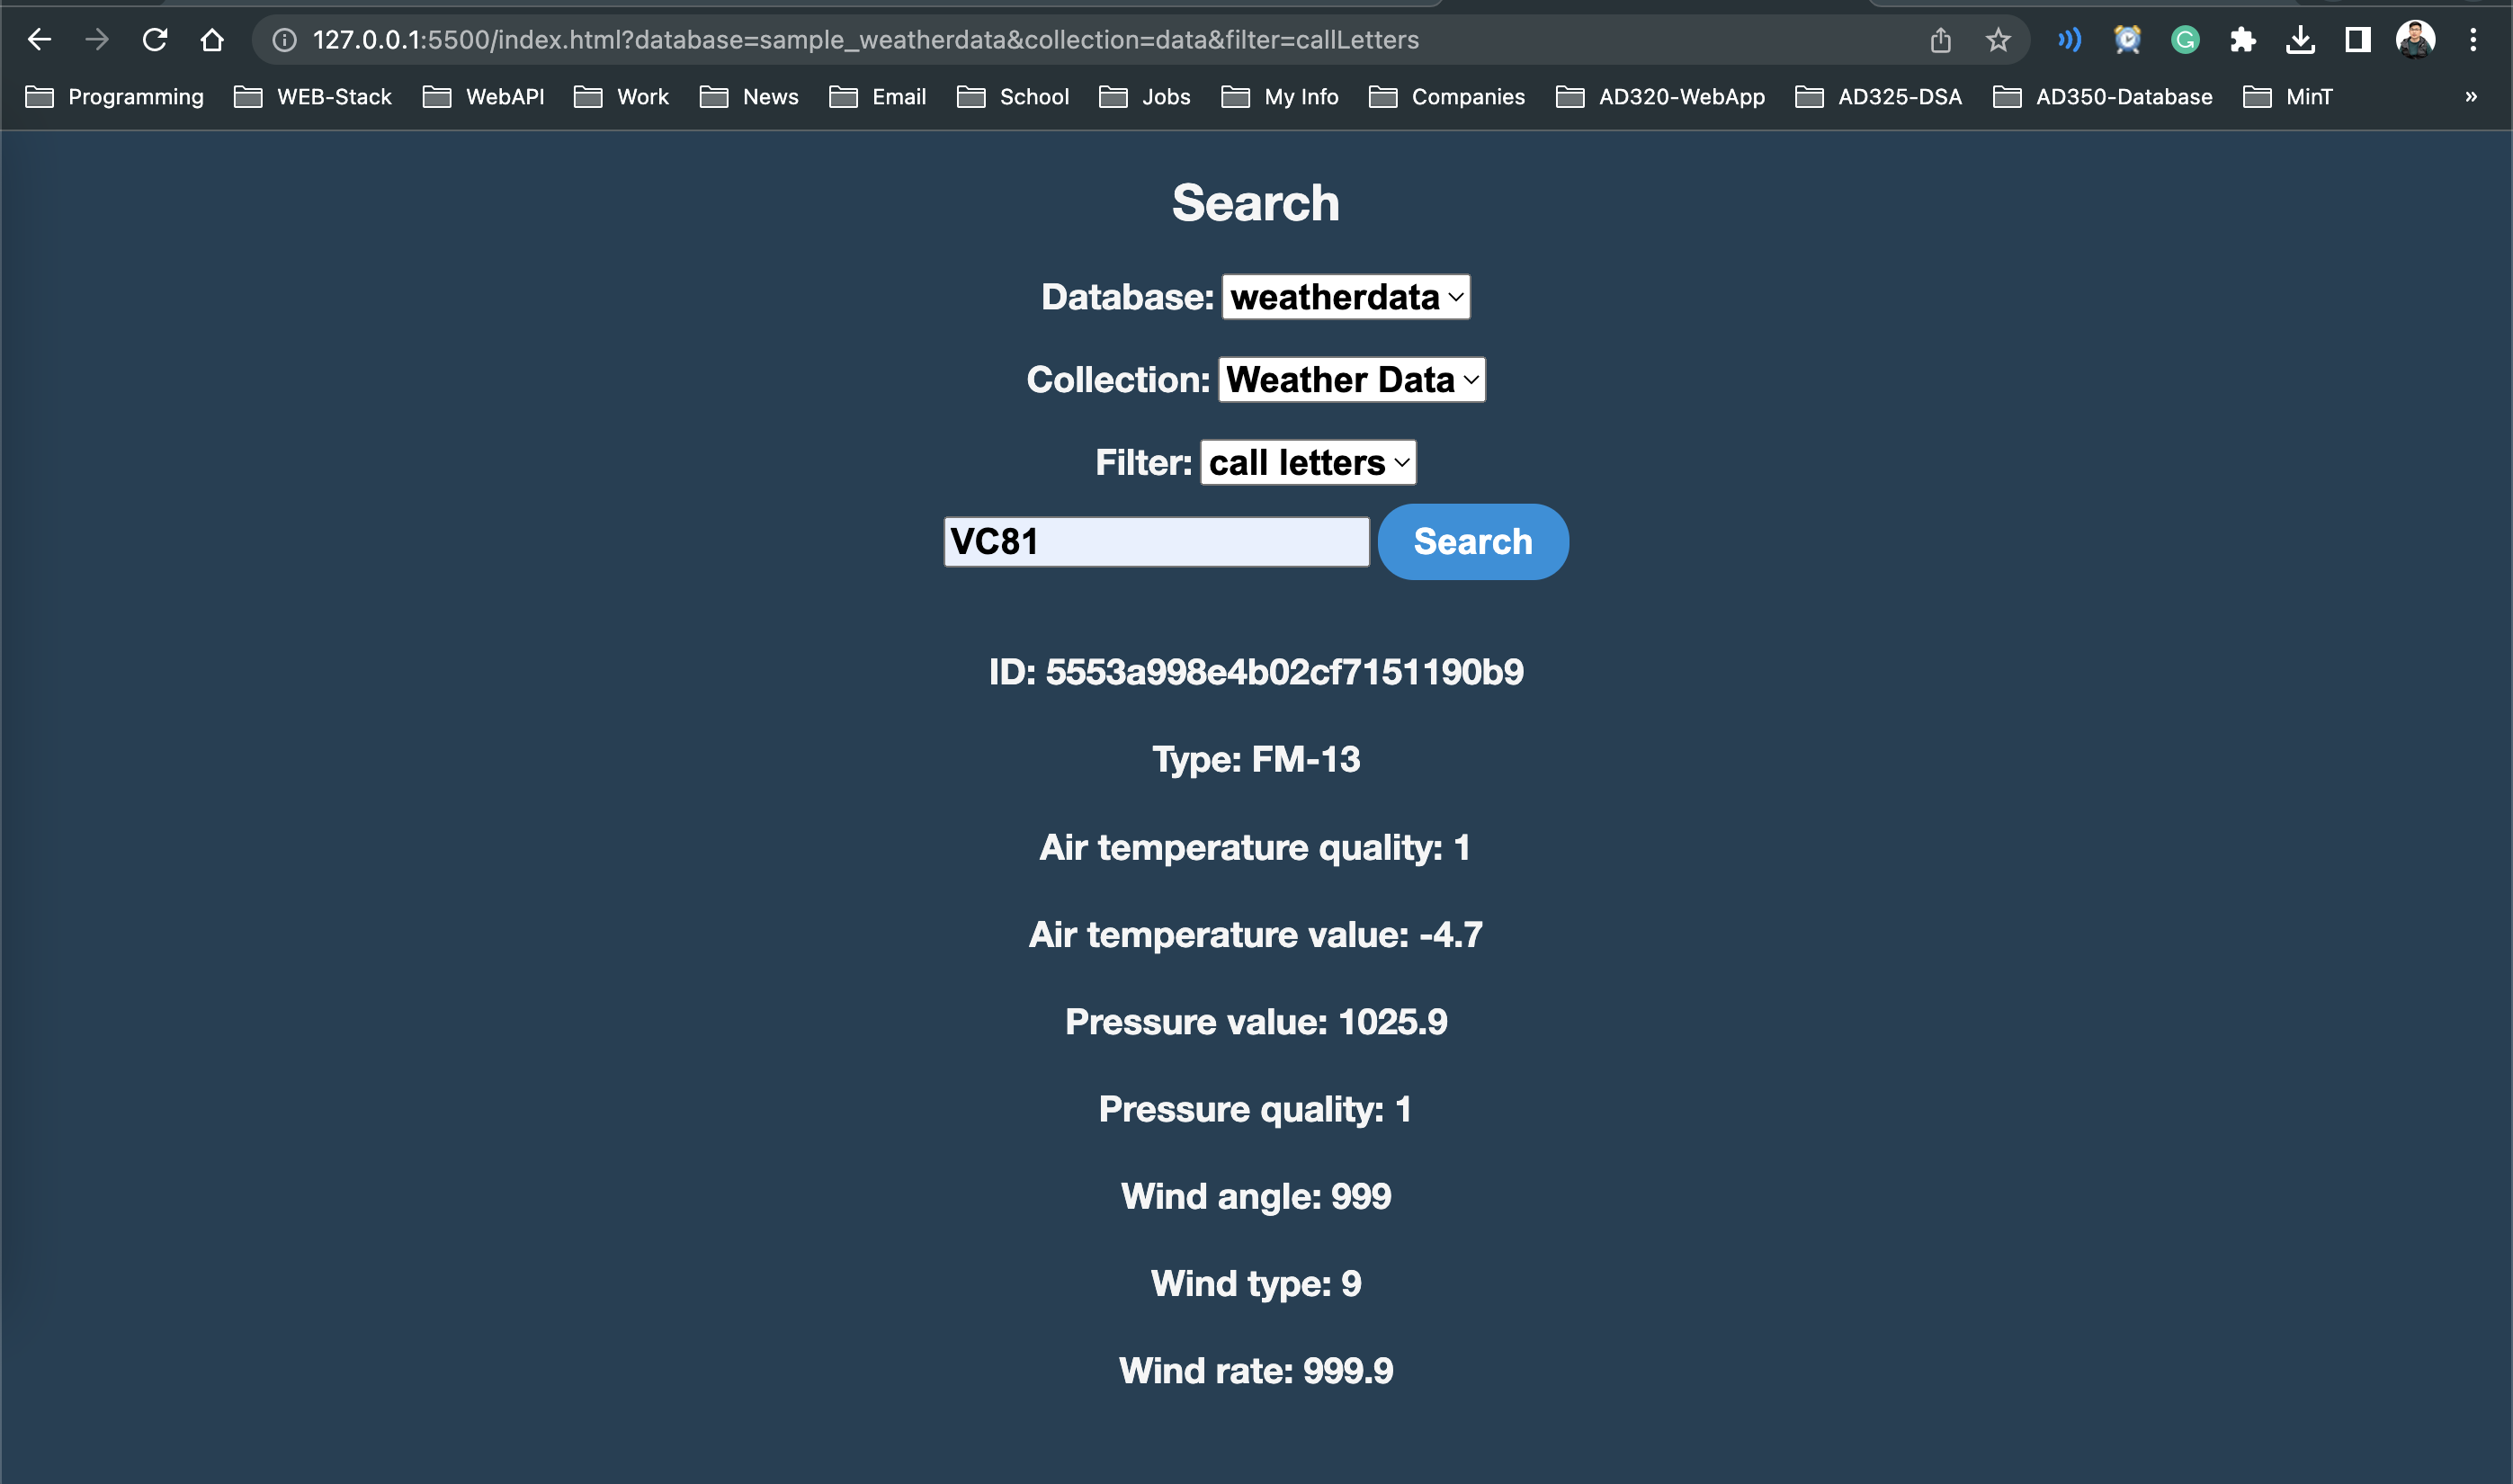 127.0.0.1:5500/index.html?database=sample_weatherdata&collection=data&filter=callLetters
Programming WEB-Stack WebAPI Work News Email School Jobs My Info Companies AD320-WebApp AD325-DSA AD350-Database MinT »
Search
Database: weatherdata
Collection: Weather Data
Filter: call letters
VC81 Search
ID: 5553a998e4b02cf7151190b9
Type: FM-13
Air temperature quality: 1
Air temperature value: -4.7
Pressure value: 1025.9
Pressure quality: 1
Wind angle: 999
Wind type: 9
Wind rate: 999.9